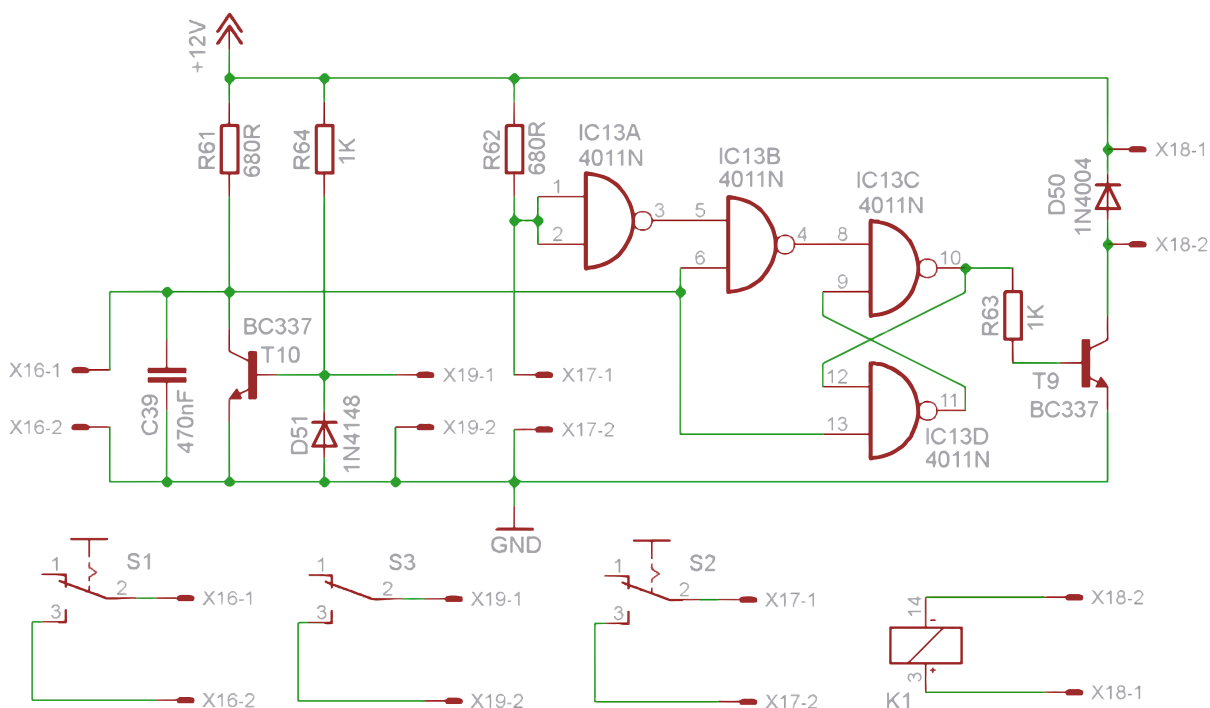 +12V
R61
680R
R64
1K
R62
680R
IC13A
4011N
1
2
3
IC13B
4011N
5
6
4
IC13C
4011N
8
9
10
D50
1N4004
X18-1
X18-2
R63
1K
BC337
T10
X16-1
X16-2
C39
470nF
D51
1N4148
X19-1
X19-2
X17-1
X17-2
12
13
11
IC13D
4011N
T9
BC337
GND
1
S1
2
X16-1
3
X16-2
1
S3
2
X19-1
3
X19-2
1
S2
2
X17-1
3
X17-2
14
-
X18-2
3
+
K1
X18-1